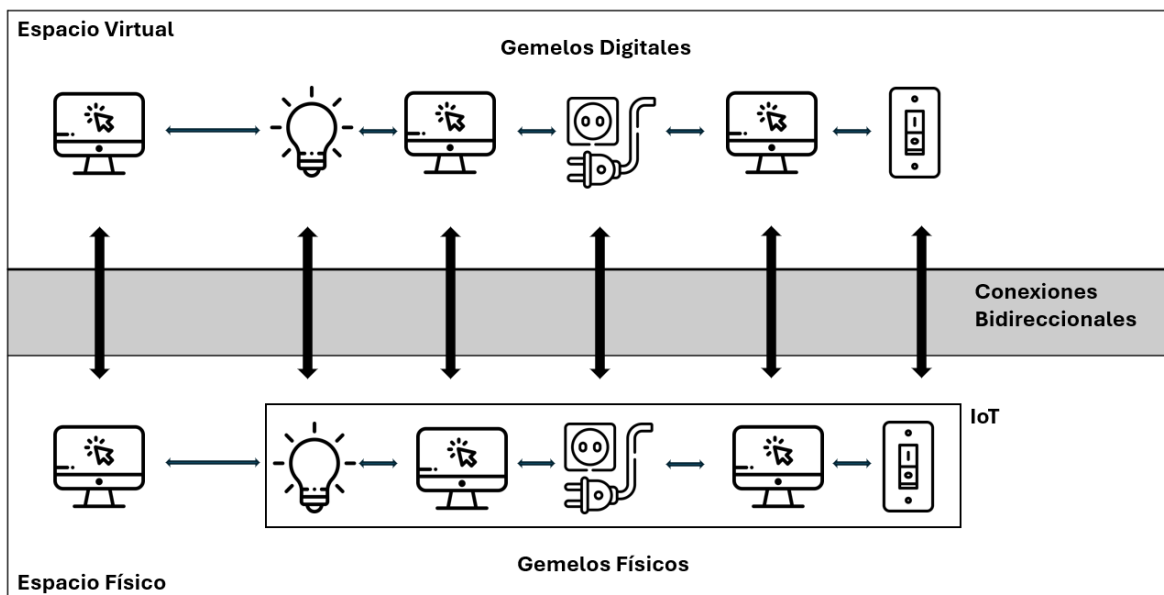 Espacio Virtual
Gemelos Digitales
Conexiones
Bidireccionales
IoT
Gemelos Físicos
Espacio Físico